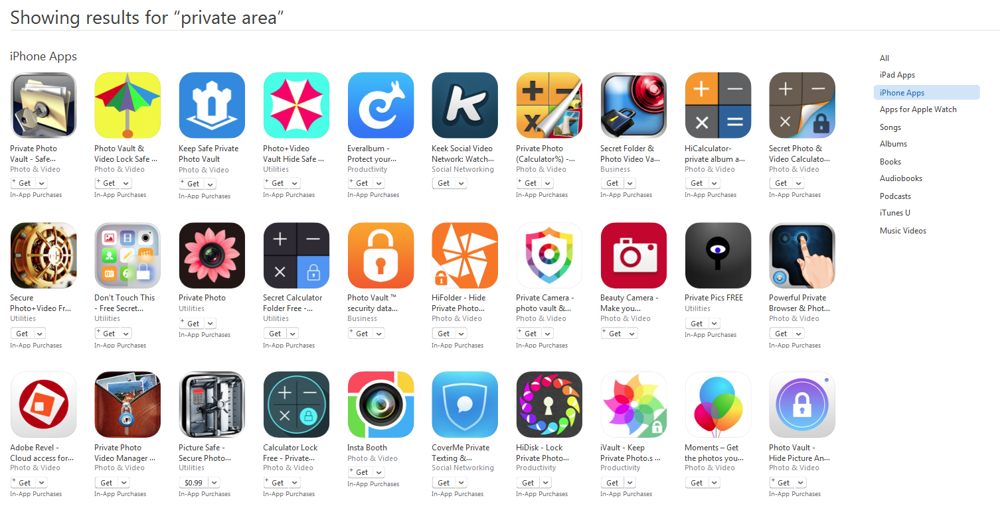 Showing results for “private area”
iPhone Apps
Private Photo
Vault - Safe...
Photo & Video
+ Get
In-App Purchases
Photo Vault &
Video Lock Safe ...
Photo & Video
+ Get
In-App Purchases
Keep Safe Private
Photo Vault
Photo & Video
+ Get
In-App Purchases
Photo+Video
Vault Hide Safe ...
Utilities
+ Get
In-App Purchases
Everalbum -
Protect your...
Productivity
+ Get
In-App Purchases
Keek Social Video
Network: Watch...
Social Networking
Get
Private Photo
(Calculator%) -...
Photo & Video
+ Get
In-App Purchases
Secret Folder &
Photo Video Va...
Business
Get
In-App Purchases
HiCalculator-
private album a...
Photo & Video
Get
In-App Purchases
Secret Photo &
Video Calculato...
Photo & Video
Get
In-App Purchases
Secure
Photo+Video Fr...
Utilities
Get
In-App Purchases
Don't Touch This
- Free Secret...
Utilities
+ Get
In-App Purchases
Private Photo
Utilities
+ Get
In-App Purchases
Secret Calculator
Folder Free -...
Utilities
Get
In-App Purchases
Photo Vault ™
security data...
Business
+ Get
HiFolder - Hide
Private Photo...
Photo & Video
Get
In-App Purchases
Private Camera -
photo vault &...
Photo & Video
+ Get
In-App Purchases
Beauty Camera -
Make you...
Photo & Video
+ Get
Private Pics FREE
Utilities
Get
In-App Purchases
Powerful Private
Browser & Phot...
Photo & Video
Get
In-App Purchases
Adobe Revel -
Cloud access for...
Photo & Video
+ Get
In-App Purchases
Private Photo
Video Manager ...
Photo & Video
Get
In-App Purchases
Picture Safe -
Secure Photo...
Utilities
$0.99
In-App Purchases
Calculator Lock
Free - Private...
Photo & Video
+ Get
In-App Purchases
Insta Booth
Photo & Video
+ Get
In-App Purchases
CoverMe Private
Texting &...
Social Networking
Get
In-App Purchases
HiDisk - Lock
Private Photo...
Productivity
Get
In-App Purchases
iVault - Keep
Private Photo.s ...
Productivity
Get
In-App Purchases
Moments – Get
the photos you...
Photo & Video
Get
Photo Vault -
Hide Picture An...
Photo & Video
+ Get
In-App Purchases
All
iPad Apps
iPhone Apps
Apps for Apple Watch
Songs
Albums
Books
Audiobooks
Podcasts
iTunes U
Music Videos